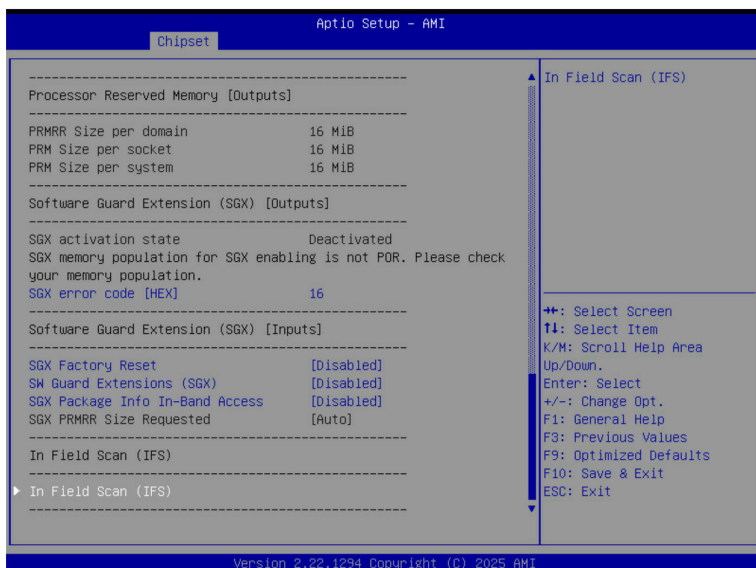 Aptio Setup - AMI
Chipset
Processor Reserved Memory [Outputs]
PRMRR Size per domain 16 MiB
PRM Size per socket 16 MiB
PRM Size per system 16 MiB
Software Guard Extension (SGX) [Outputs]
SGX activation state Deactivated
SGX memory population for SGX enabling is not POR. Please check
your memory population.
SGX error code [HEX] 16
Software Guard Extension (SGX) [Inputs]
SGX Factory Reset [Disabled]
SW Guard Extensions (SGX) [Disabled]
SGX Package Info In-Band Access [Disabled]
SGX PRMRR Size Requested [Auto]
In Field Scan (IFS)
In Field Scan (IFS)
In Field Scan (IFS)
→←: Select Screen
↑↓: Select Item
K/M: Scroll Help Area
Up/Down.
Enter: Select
+/-: Change Opt.
F1: General Help
F3: Previous Values
F9: Optimized Defaults
F10: Save & Exit
ESC: Exit
Version 2.22.1294 Copyright (C) 2025 AMI